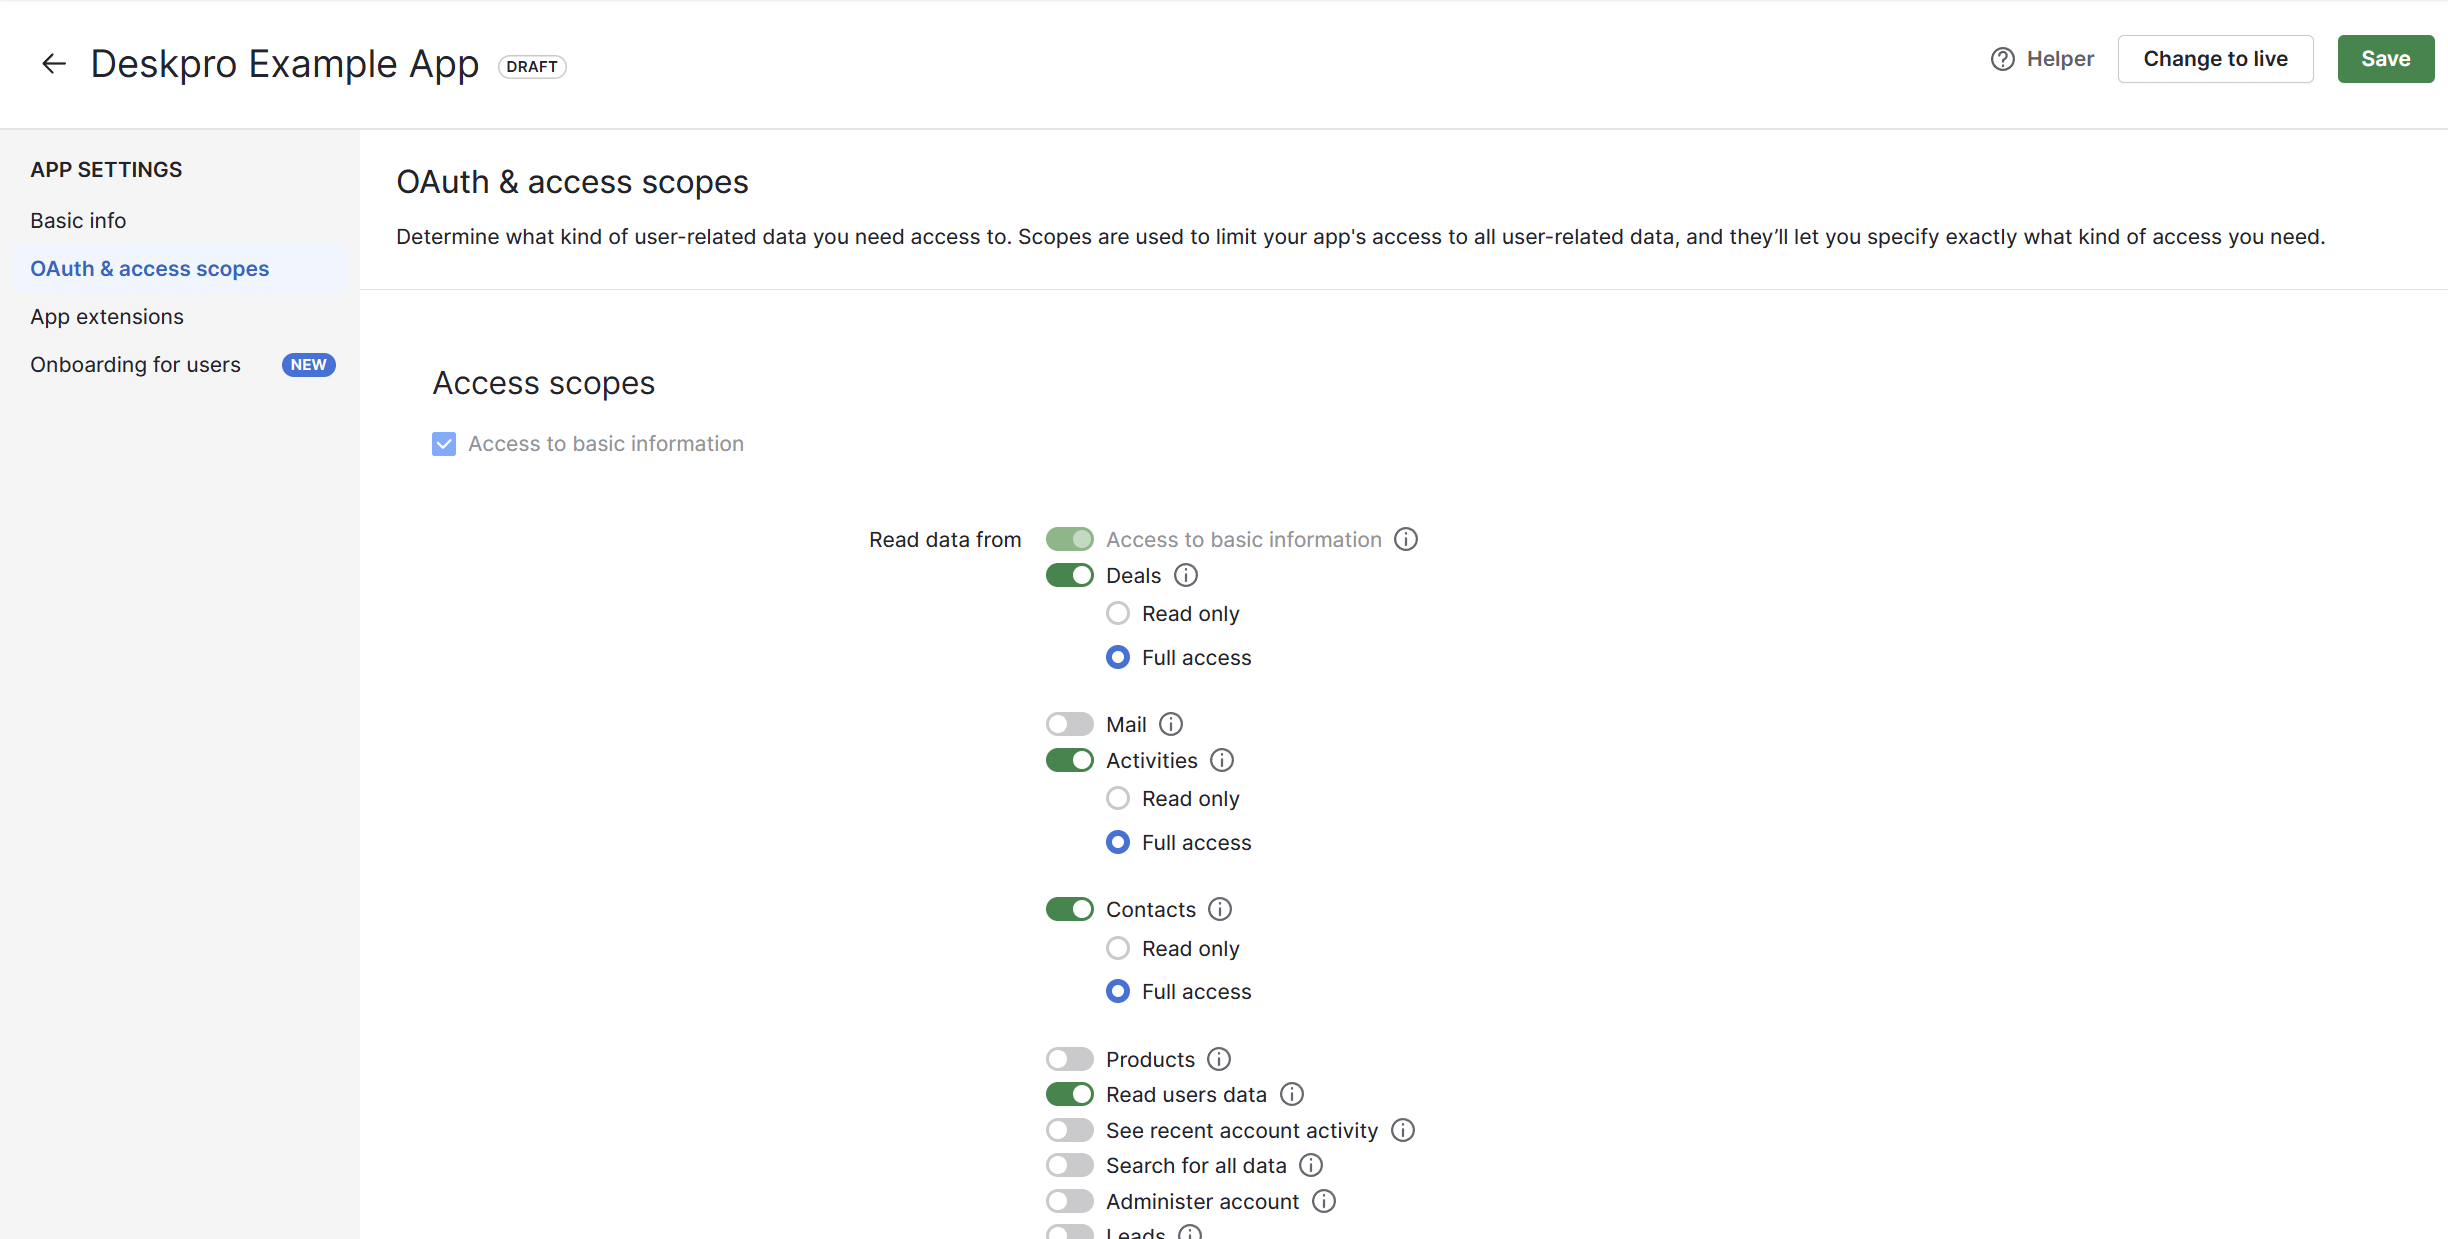 Deskpro Example App DRAFT
Helper
Change to live
Save
APP SETTINGS
Basic info
OAuth & access scopes
App extensions
Onboarding for users NEW
OAuth & access scopes
Determine what kind of user-related data you need access to. Scopes are used to limit your app's access to all user-related data, and they’ll let you specify exactly what kind of access you need.
Access scopes
Access to basic information
Read data from
Access to basic information
Deals
Read only
Full access
Mail
Activities
Read only
Full access
Contacts
Read only
Full access
Products
Read users data
See recent account activity
Search for all data
Administer account
Leads